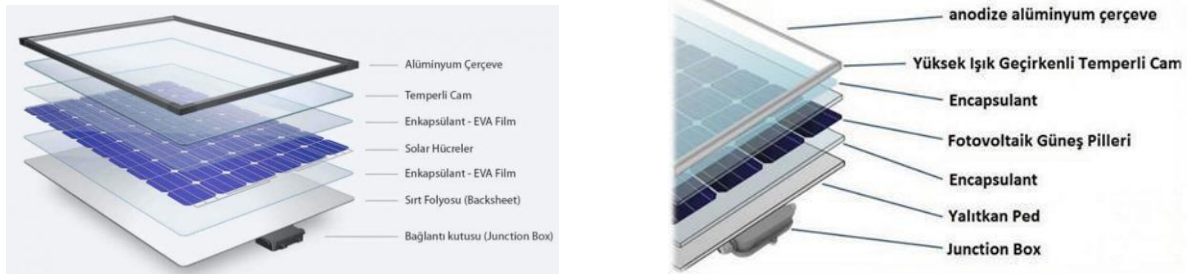 Alüminyum Çerçeve
Temperli Cam
Enkapsülant - EVA Film
Solar Hücreler
Enkapsülant - EVA Film
Sırt Folyosu (Backsheet)
Bağlantı kutusu (Junction Box)
anodize alüminyum çerçeve
Yüksek Işık Geçirkenli Temperli Cam
Encapsulant
Fotovoltaik Güneş Pilleri
Encapsulant
Yalıtkan Ped
Junction Box